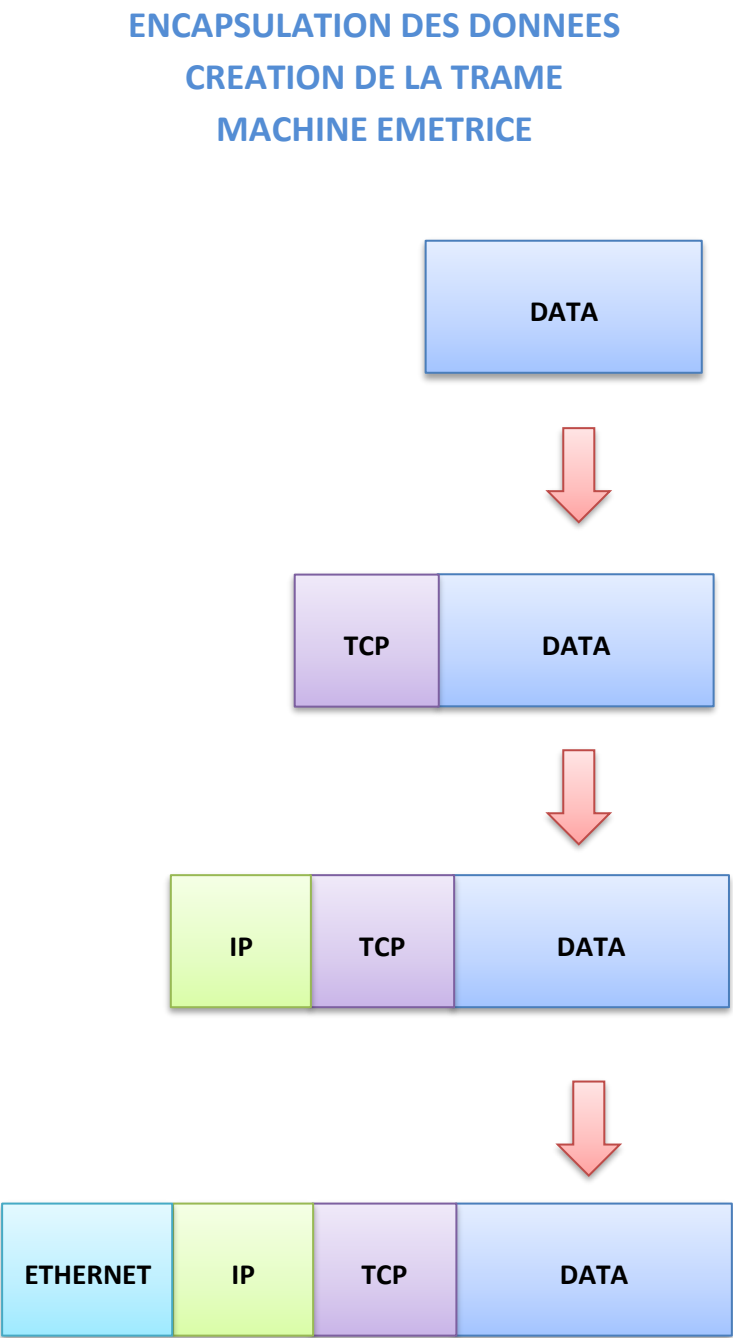 ENCAPSULATION DES DONNEES
CREATION DE LA TRAME
MACHINE EMETRICE
DATA
TCP DATA
IP TCP DATA
ETHERNET IP TCP DATA